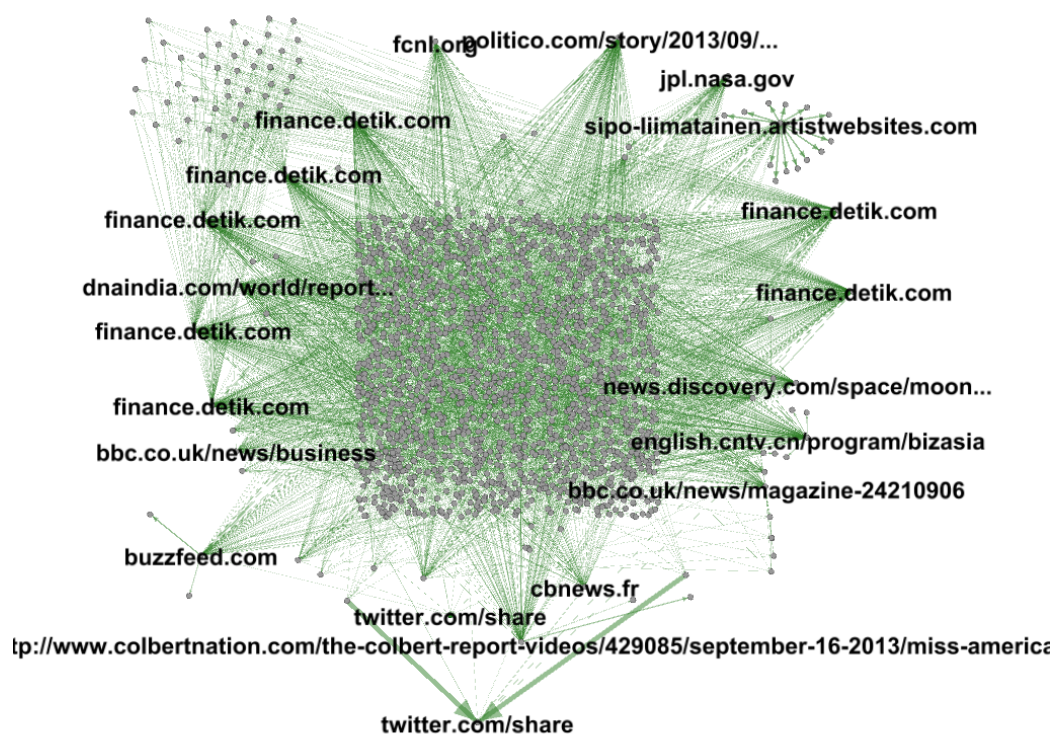 fcnl.org
politico.com/story/2013/09/...
jpl.nasa.gov
finance.detik.com
sipo-liimatainen.artistwebsites.com
finance.detik.com
finance.detik.com
finance.detik.com
dnaindia.com/world/report...
finance.detik.com
finance.detik.com
news.discovery.com/space/moon...
finance.detik.com
english.cntv.cn/program/bizasia
bbc.co.uk/news/business
bbc.co.uk/news/magazine-24210906
buzzfeed.com
cbnews.fr
twitter.com/share
tp://www.colbertnation.com/the-colbert-report-videos/429085/september-16-2013/miss-america
twitter.com/share